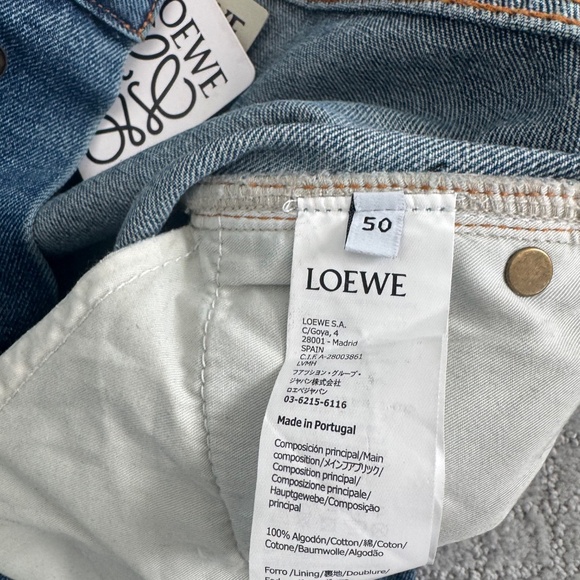 LOEWE
50
LOEWE
LOEWE S.A.
C/Goya, 4
28001 - Madrid
SPAIN
C.I.F. A-28003861
LVMH
ファッション・グループ・
ジャパン株式会社
ロエベジャパン
03-6215-6116
Made in Portugal
Composición principal/Main
composition/メインファブリック/
Composition principal/
Composizione principale/
Hauptgewebe/Composição
principal
100% Algodón/Cotton/綿/Coton/
Cotone/Baumwolle/Algodão
Forro /Lining/裏地/Doublure/